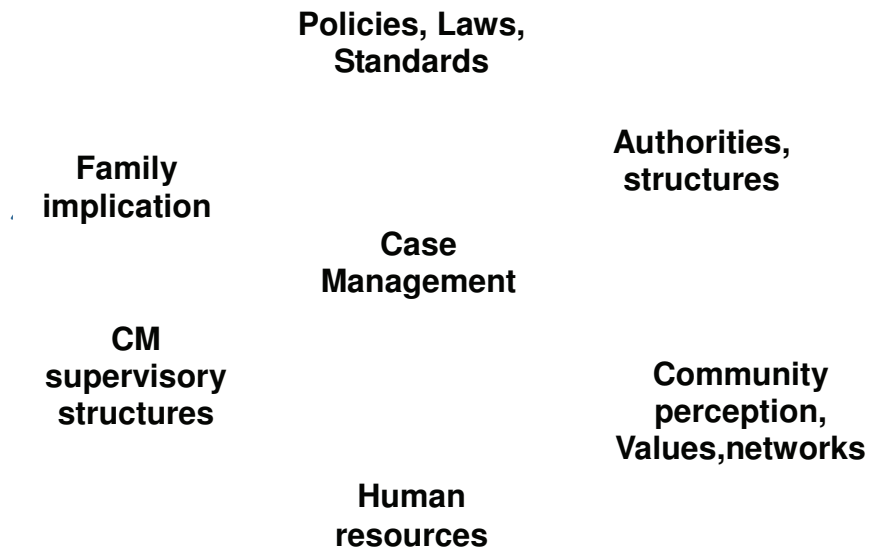 Policies, Laws,
Standards
Authorities,
structures
Family
implication
Case
Management
CM
supervisory
structures
Community
perception,
Values,networks
Human
resources